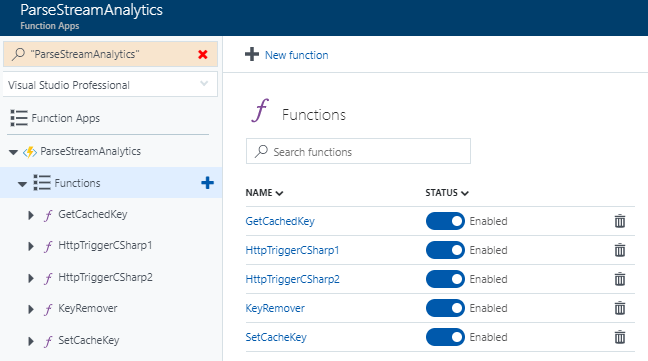 ParseStreamAnalytics
Function Apps
"ParseStreamAnalytics"
Visual Studio Professional
Function Apps
ParseStreamAnalytics
Functions
GetCachedKey
HttpTriggerCSharp1
HttpTriggerCSharp2
KeyRemover
SetCacheKey
New function
Functions
Search functions
NAME STATUS
GetCachedKey Enabled
HttpTriggerCSharp1 Enabled
HttpTriggerCSharp2 Enabled
KeyRemover Enabled
SetCacheKey Enabled